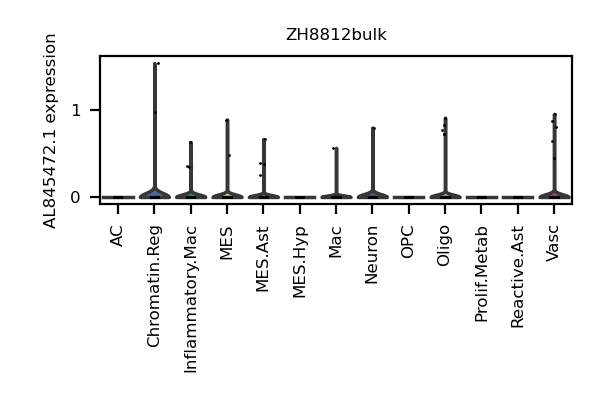 ZH8812bulk
AL845472.1 expression
1
0
AC
Chromatin.Reg
Inflammatory.Mac
MES
MES.Ast
MES.Hyp
Mac
Neuron
OPC
Oligo
Prolif.Metab
Reactive.Ast
Vasc